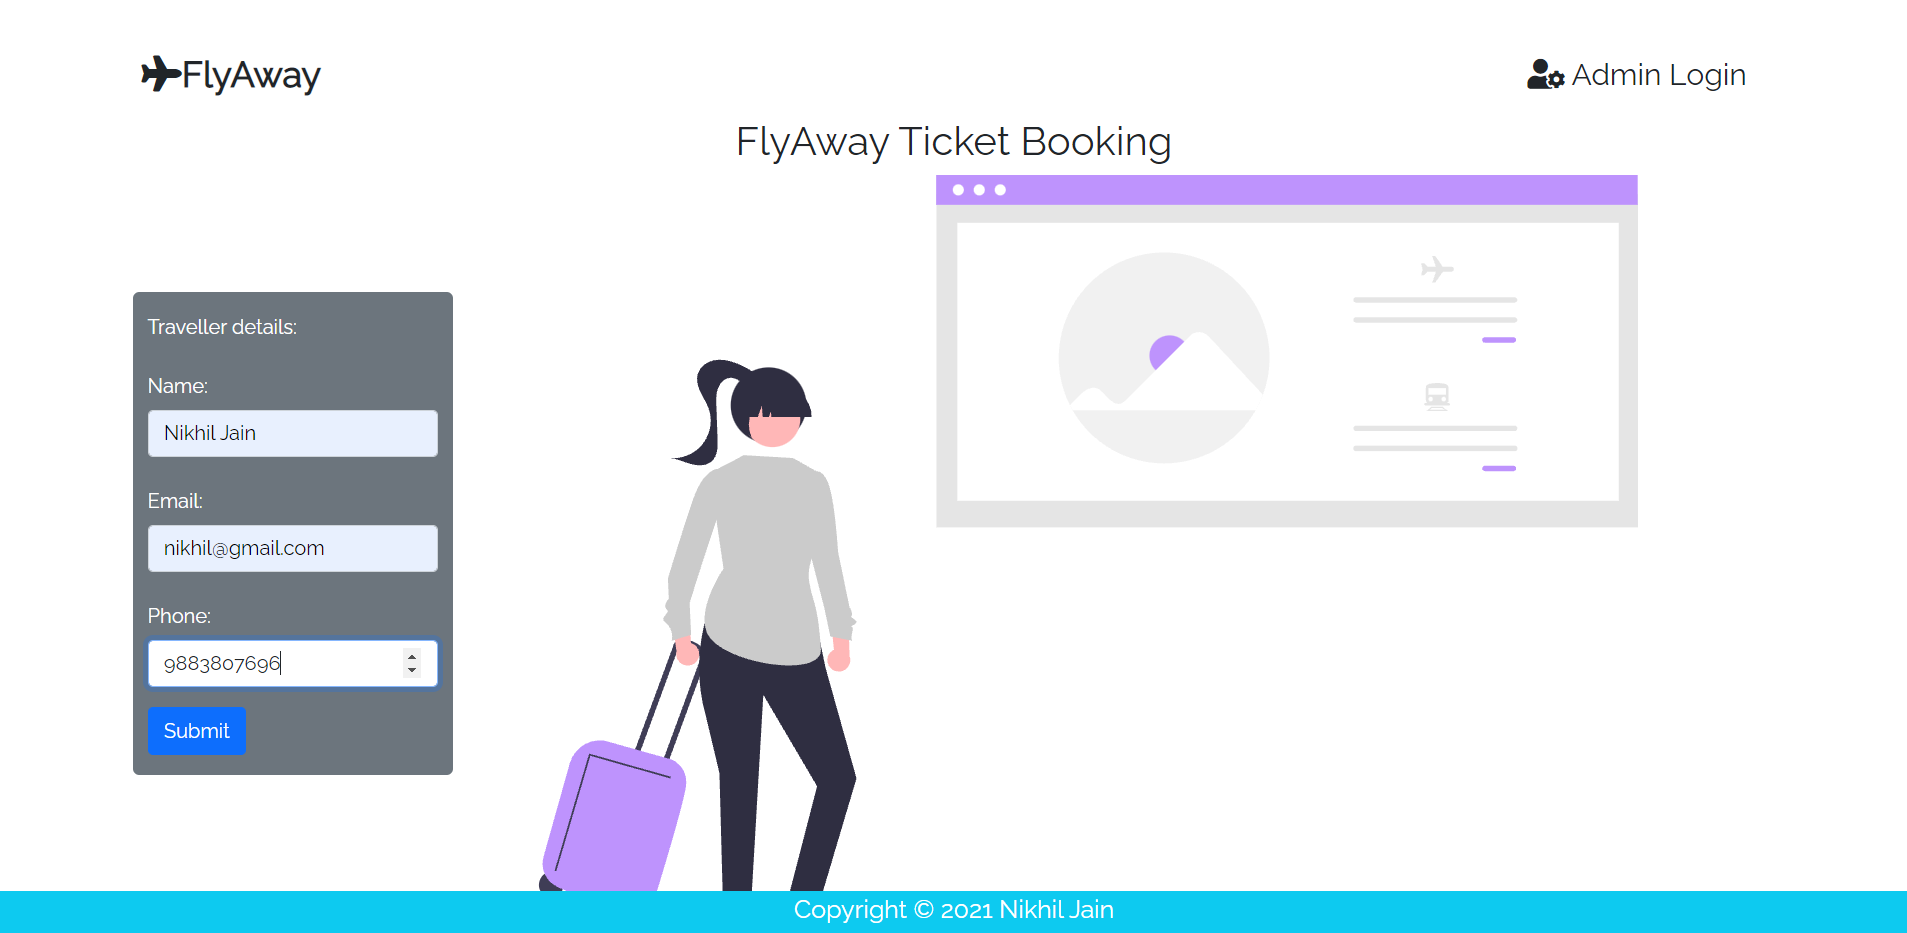 FlyAway
Admin Login
FlyAway Ticket Booking
Traveller details:
Name:
Nikhil Jain
Email:
nikhil@gmail.com
Phone:
9883807696
Submit
Copyright © 2021 Nikhil Jain